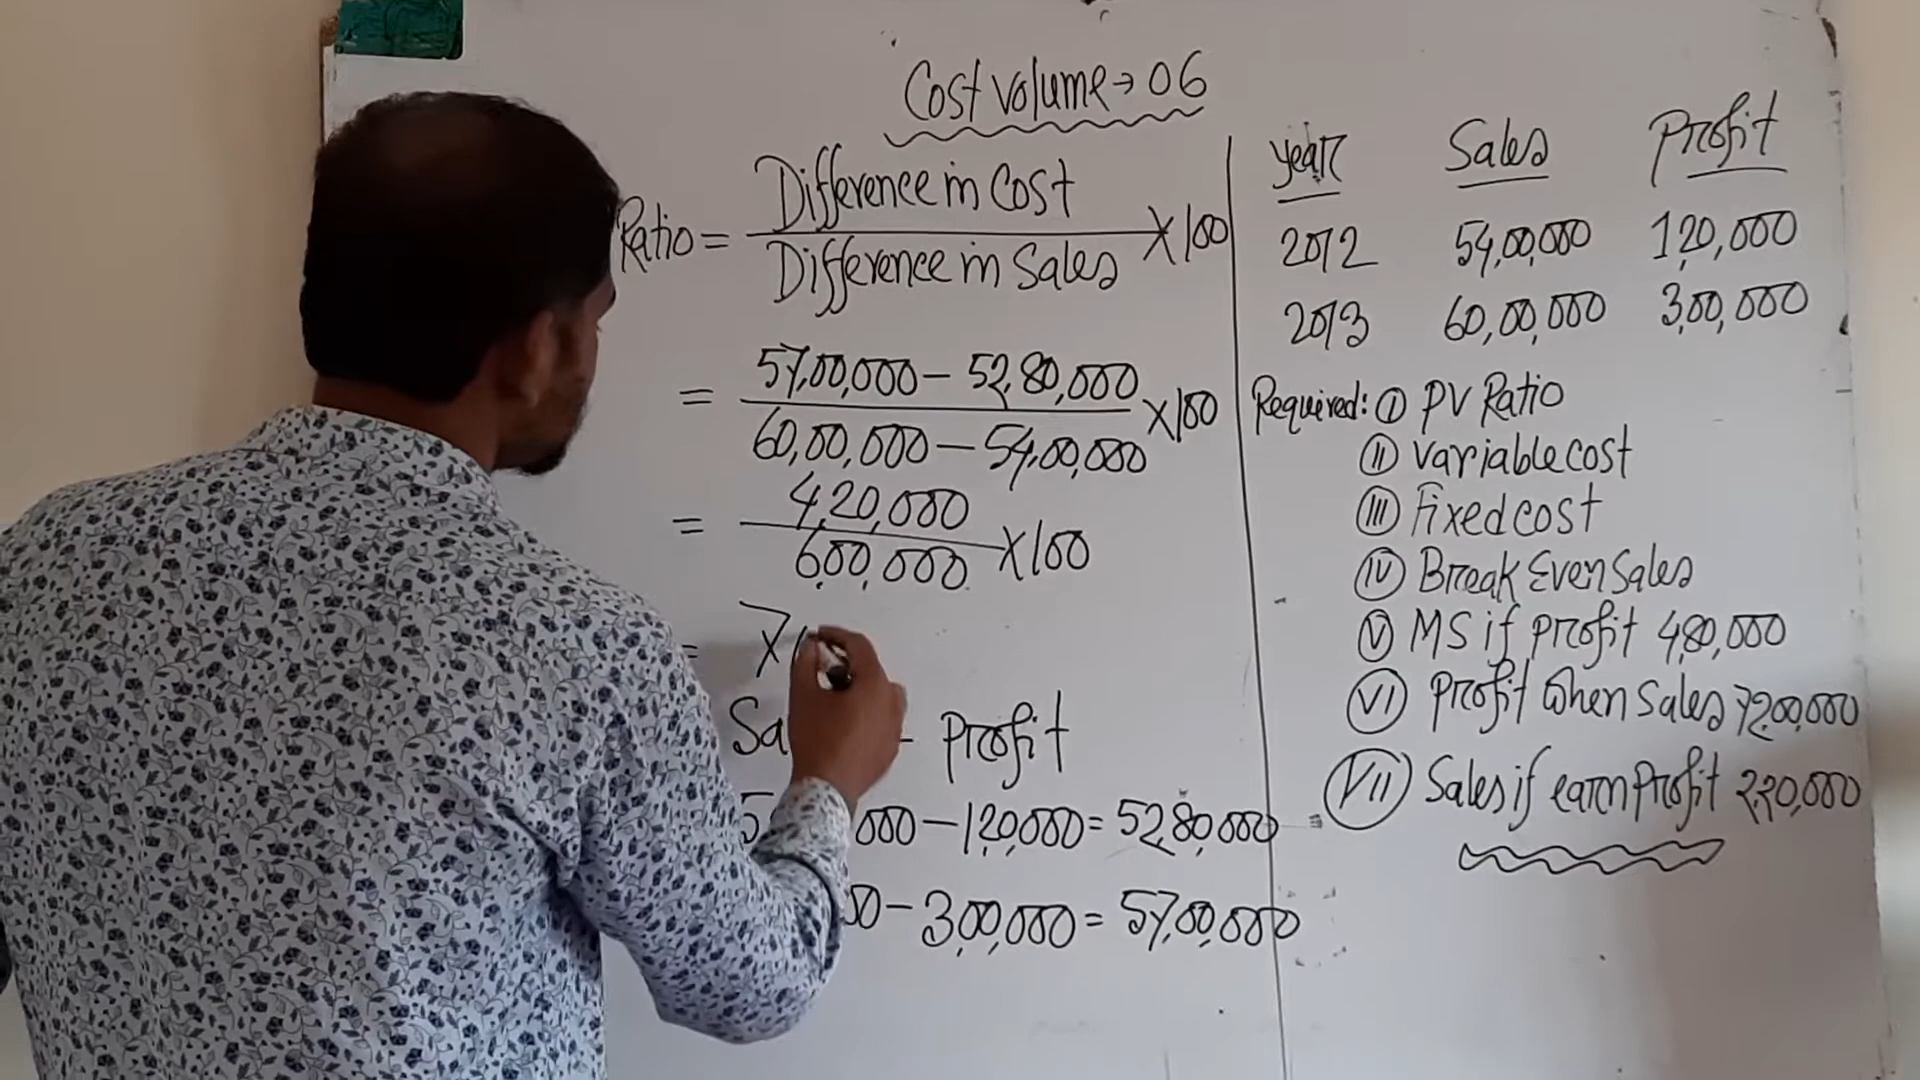 Cost volume → 06
Ratio = Difference in Cost / Difference in Sales × 100
= 57,00,000 – 52,80,000 / 60,00,000 – 54,00,000 × 100
= 4,20,000 / 6,00,000 × 100
= 7
– Profit
000 – 1,20,000 = 52,80,000
00 – 3,00,000 = 57,00,000
year Sales Profit
2012 54,00,000 1,20,000
2013 60,00,000 3,00,000
Required: (I) PV Ratio
(II) Variable cost
(III) Fixed cost
(IV) Break Even Sales
(V) MS if profit 4,80,000
(VI) Profit when Sales 72,00,000
(VII) Sales if earn Profit 2,20,000